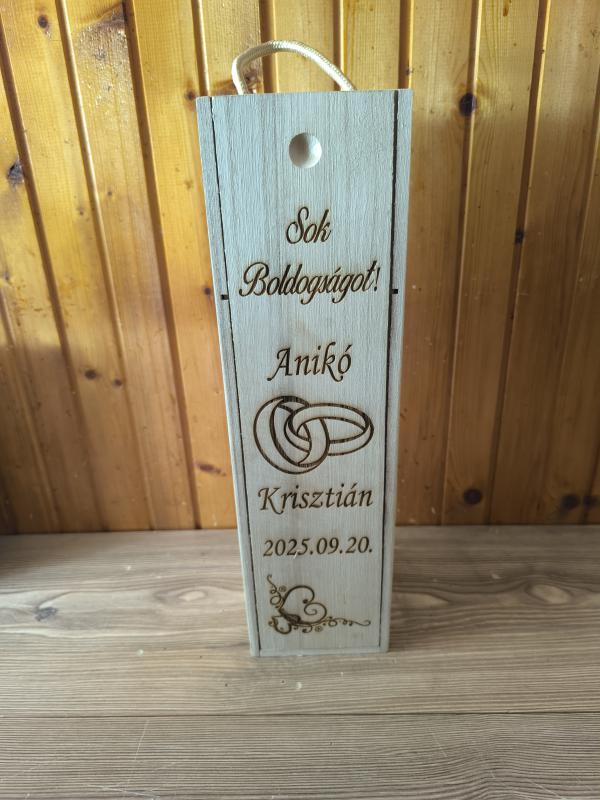 Sok
Boldogságot!
Anikó
Krisztián
2025.09.20.